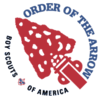 ORDER OF THE ARROW
BOY SCOUTS
OF AMERICA